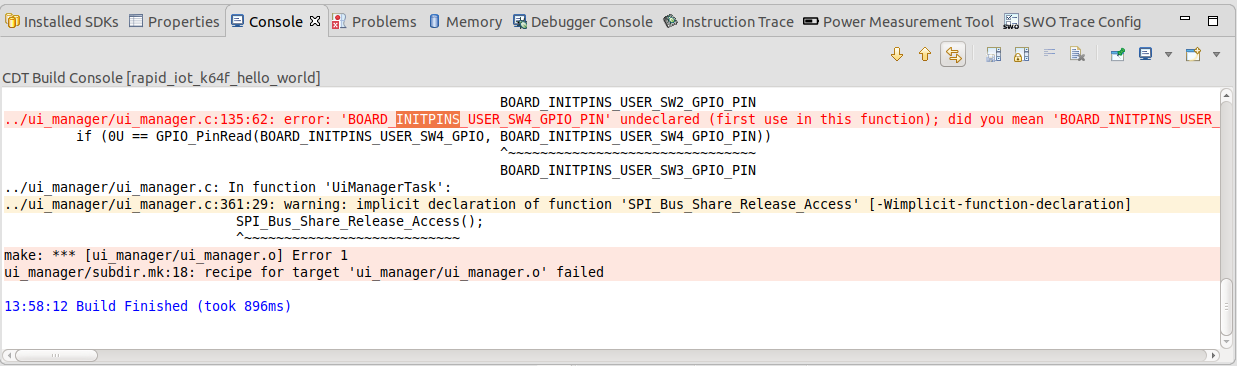 Installed SDKs Properties Console Problems Memory Debugger Console Instruction Trace Power Measurement Tool SWO SWO Trace Config
CDT Build Console [rapid_iot_k64f_hello_world]
BOARD_INITPINS_USER_SW2_GPIO_PIN
../ui_manager/ui_manager.c:135:62: error: 'BOARD_INITPINS_USER_SW4_GPIO_PIN' undeclared (first use in this function); did you mean 'BOARD_INITPINS_USER_
if (0U == GPIO_PinRead(BOARD_INITPINS_USER_SW4_GPIO, BOARD_INITPINS_USER_SW4_GPIO_PIN))
^~~~~~~~~~~~~~~~~~~~~~~~~~~~~~~~
BOARD_INITPINS_USER_SW3_GPIO_PIN
../ui_manager/ui_manager.c: In function 'UiManagerTask':
../ui_manager/ui_manager.c:361:29: warning: implicit declaration of function 'SPI_Bus_Share_Release_Access' [-Wimplicit-function-declaration]
SPI_Bus_Share_Release_Access();
^~~~~~~~~~~~~~~~~~~~~~~~~~~~
make: *** [ui_manager/ui_manager.o] Error 1
ui_manager/subdir.mk:18: recipe for target 'ui_manager/ui_manager.o' failed
13:58:12 Build Finished (took 896ms)